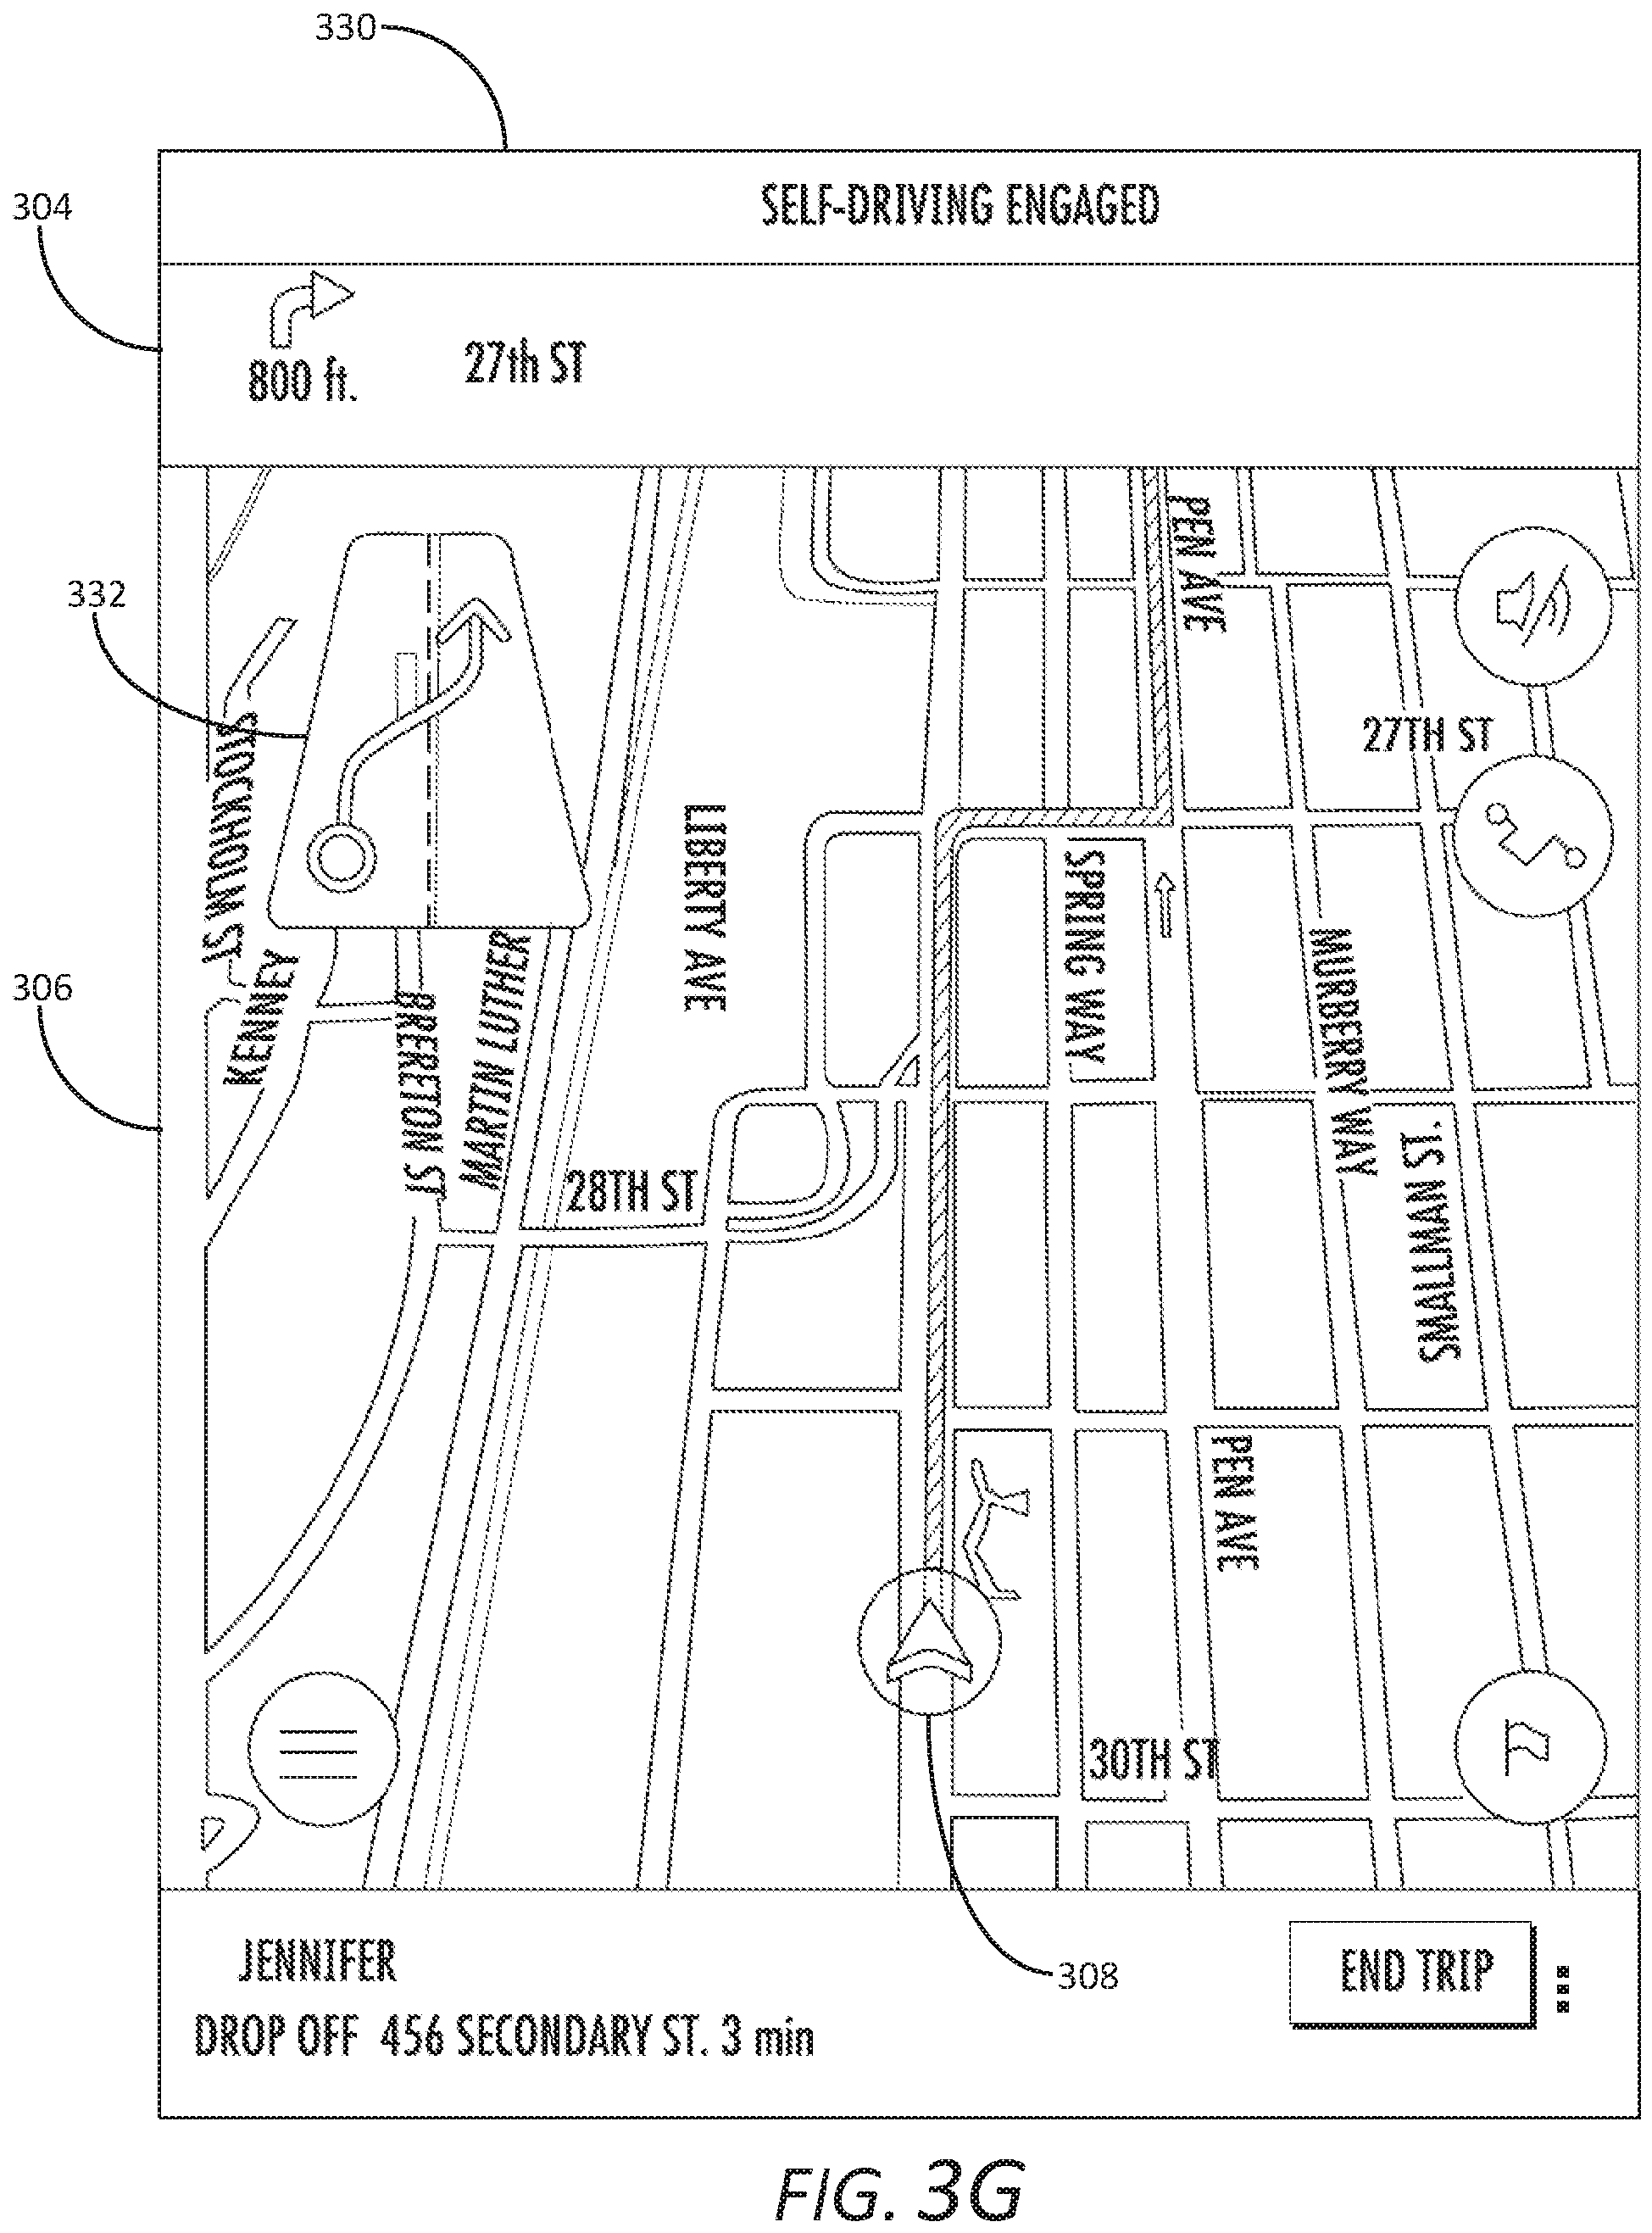 330
SELF-DRIVING ENGAGED
304
800 ft.
27th ST
PEN AVE
332
27TH ST
STOCKHOLM ST
LIBERTY AVE
SPRING WAY
KENNEY
BRERETON ST
MARTIN LUTHER
MURBERRY WAY
306
SMALLMAN ST.
28TH ST
PEN AVE
30TH ST
JENNIFER
308
END TRIP
DROP OFF 456 SECONDARY ST. 3 min
FIG. 3G